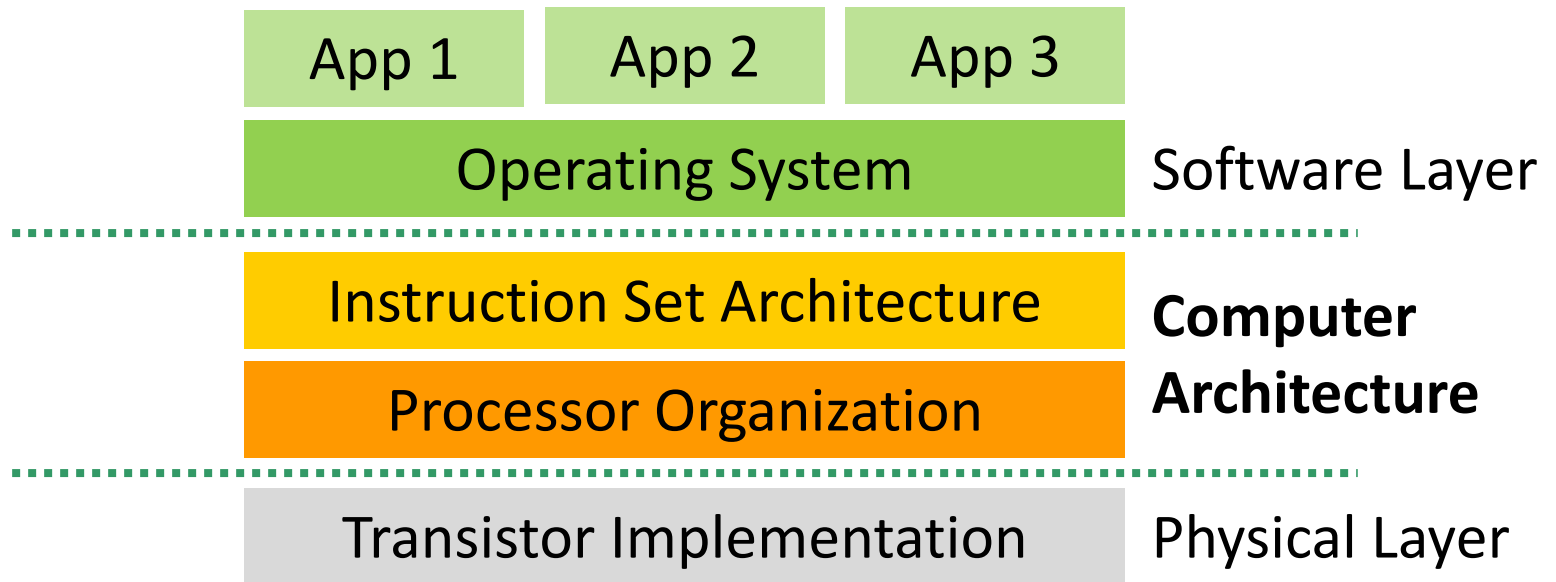 App 1
App 2
App 3
Operating System
Software Layer
Instruction Set Architecture
Computer
Architecture
Processor Organization
Transistor Implementation
Physical Layer